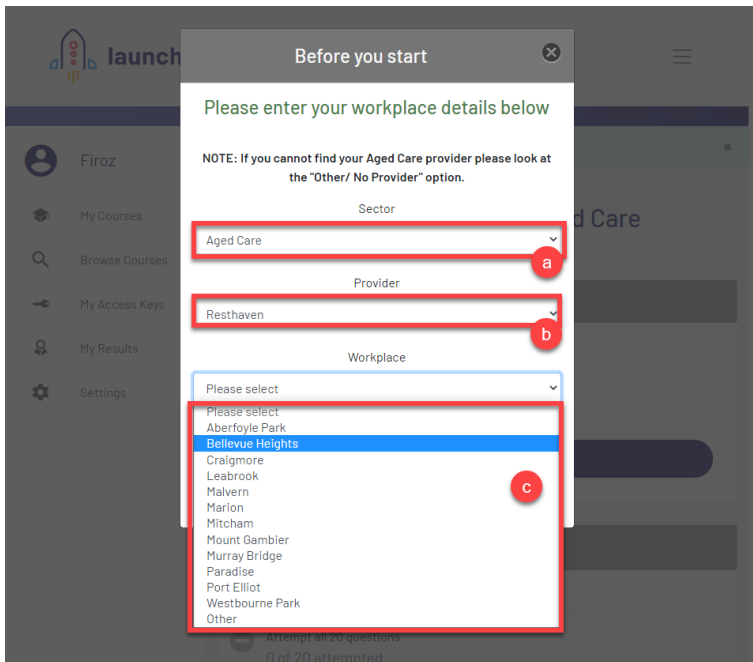 launch
Before you start
Please enter your workplace details below
Firoz
NOTE: If you cannot find your Aged Care provider please look at
the "Other/ No Provider" option.
My Courses
Sector
d Care
Aged Care
a
Browse Courses
Provider
My Access Keys
Resthaven
b
My Results
Workplace
Settings
Please select
Please select
Aberfoyle Park
Bellevue Heights
Craigmore
Leabrook
c
Malvern
Marion
Mitcham
Mount Gambier
Murray Bridge
Paradise
Port Elliot
Westbourne Park
Other
Attempt all 20 questions
0 of 20 attempted